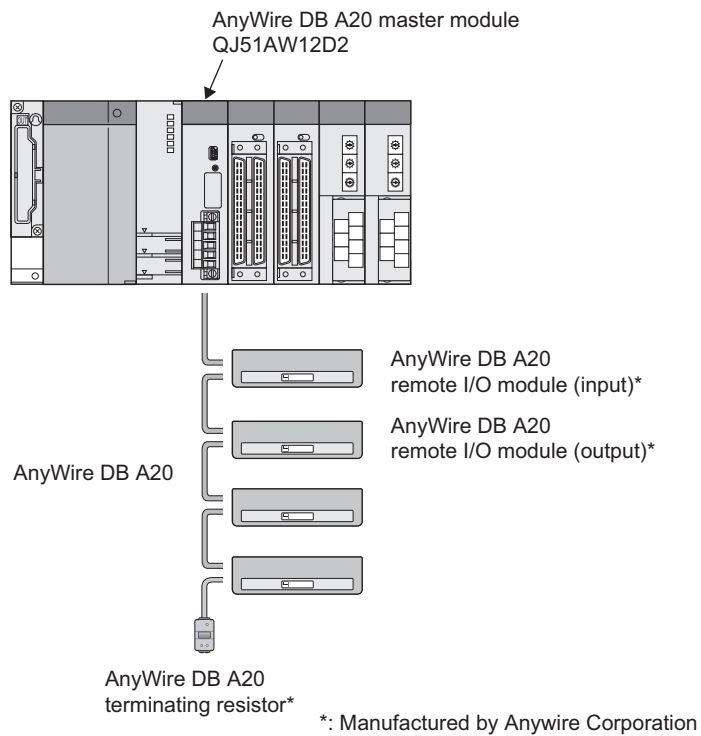 AnyWire DB A20 master module
QJ51AW12D2
OUT
AnyWire DB A20
remote I/O module (input)*
AnyWire DB A20
remote I/O module (output)*
AnyWire DB A20
AnyWire DB A20
terminating resistor*
*: Manufactured by Anywire Corporation